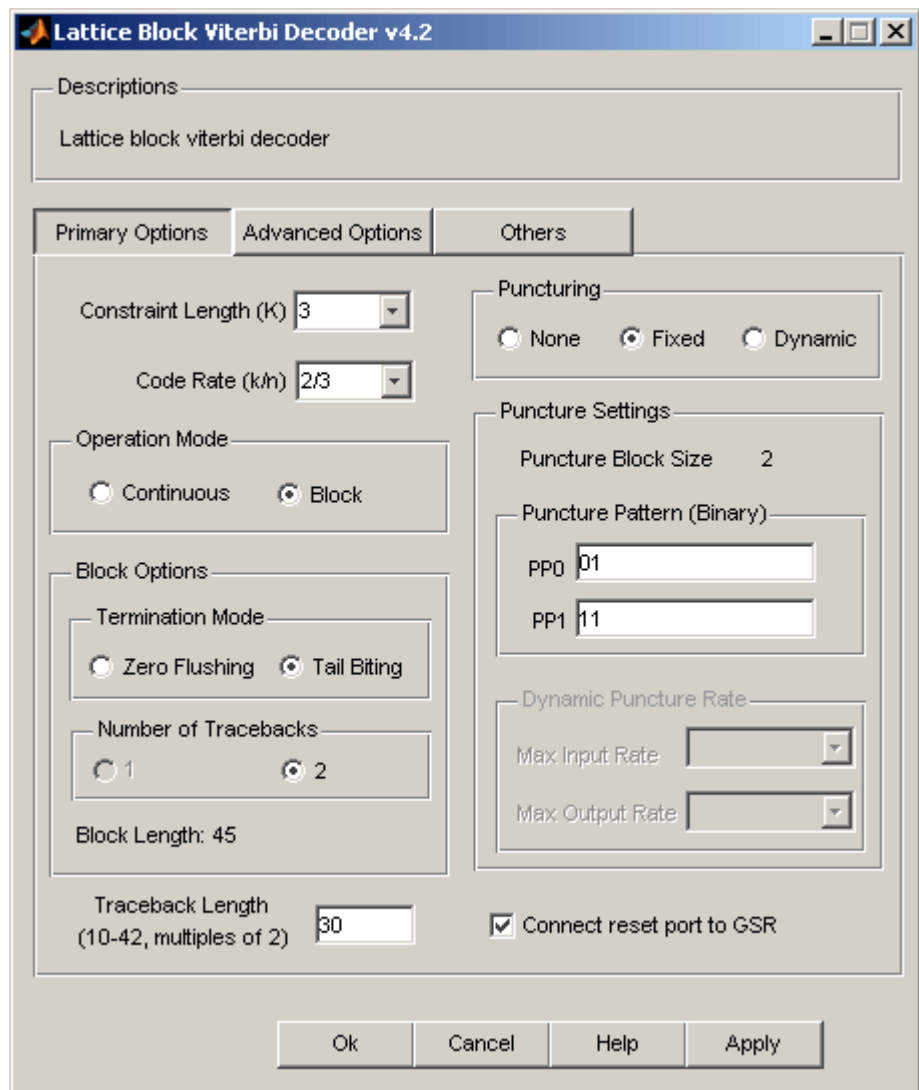 Lattice Block Viterbi Decoder v4.2
Descriptions
Lattice block viterbi decoder
Primary Options
Advanced Options
Others
Constraint Length (K) 3
Code Rate (k/n) 2/3
Operation Mode
Continuous
Block
Block Options
Termination Mode
Zero Flushing
Tail Biting
Number of Tracebacks
1
2
Block Length: 45
Traceback Length
(10-42, multiples of 2)
30
Puncturing
None
Fixed
Dynamic
Puncture Settings
Puncture Block Size 2
Puncture Pattern (Binary)
PP0 01
PP1 11
Dynamic Puncture Rate
Max Input Rate
Max Output Rate
Connect reset port to GSR
Ok
Cancel
Help
Apply